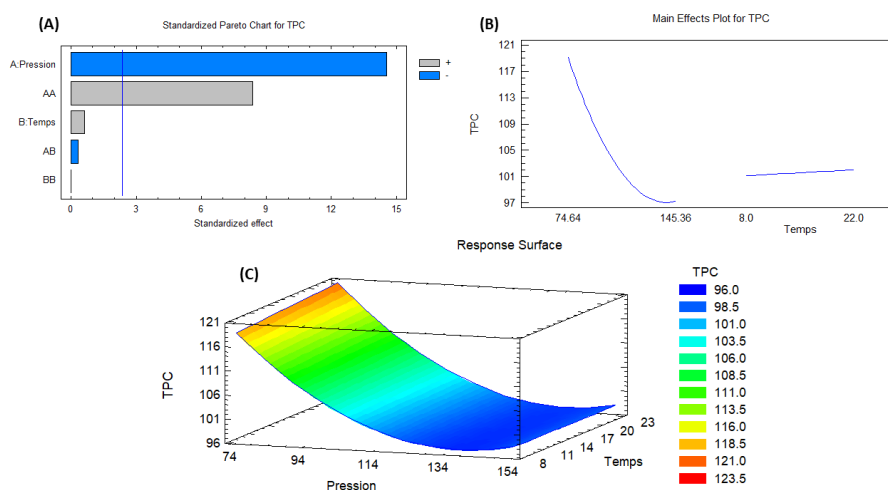 (A)
Standardized Pareto Chart for TPC
A:Pression
AA
B:Temps
AB
BB
0 3 6 9 12 15
Standardized effect
+
-
(B)
Main Effects Plot for TPC
TPC
121
117
113
109
105
101
97
74.64 145.36 8.0 22.0
Temps
Response Surface
(C)
TPC
121
116
111
106
101
96
74 94 114 134 154
Pression
8 11 14 17 20 23
Temps
TPC
96.0
98.5
101.0
103.5
106.0
108.5
111.0
113.5
116.0
118.5
121.0
123.5